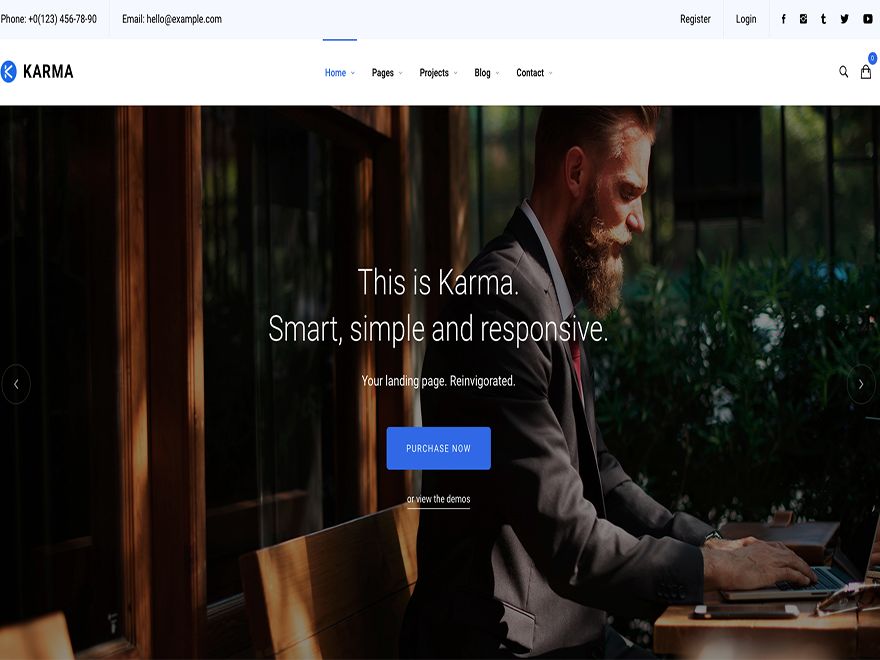 Phone: +0(123) 456-78-90
Email: hello@example.com
Register
Login
KARMA
Home
Pages
Projects
Blog
Contact
0
This is Karma.
Smart, simple and responsive.
Your landing page. Reinvigorated.
PURCHASE NOW
or view the demos